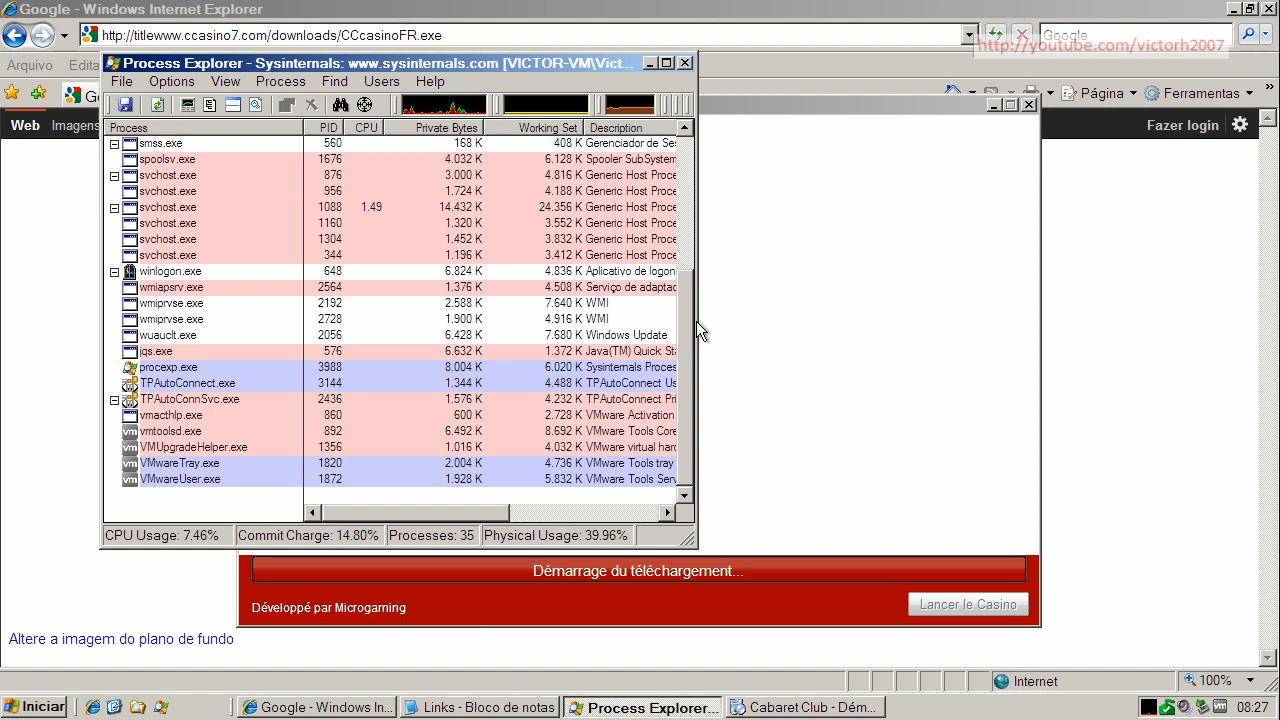 Google - Windows Internet Explorer
http://titlewww.ccasino7.com/downloads/CCcasinoFR.exe
Google
http://youtube.com/victorh2007
Arquivo
Process Explorer - Sysinternals: www.sysinternals.com [VICTOR-VM\Vict...
File Options View Process Find Users Help
Página Ferramentas »
Web Imagens
Fazer login
Process PID CPU Private Bytes Working Set Description
smss.exe 560 168 K 408 K Gerenciador de Se
spoolsv.exe 1676 4.032 K 6.128 K Spooler SubSystem
svchost.exe 876 3.000 K 4.816 K Generic Host Proce
svchost.exe 956 1.724 K 4.188 K Generic Host Proce
svchost.exe 1088 1.49 14.432 K 24.356 K Generic Host Proce
svchost.exe 1160 1.320 K 3.552 K Generic Host Proce
svchost.exe 1304 1.452 K 3.832 K Generic Host Proce
svchost.exe 344 1.196 K 3.412 K Generic Host Proce
winlogon.exe 648 6.824 K 4.836 K Aplicativo de logon
wmiapsrv.exe 2564 1.376 K 4.508 K Serviço de adaptac
wmiprvse.exe 2192 2.588 K 7.640 K WMI
wmiprvse.exe 2728 1.900 K 4.916 K WMI
wuauclt.exe 2056 6.428 K 7.680 K Windows Update
jqs.exe 576 6.632 K 1.372 K Java(TM) Quick Sta
procexp.exe 3988 8.004 K 6.020 K Sysinternals Proces
TPAutoConnect.exe 3144 1.344 K 4.488 K TPAutoConnect Us
TPAutoConnSvc.exe 2436 1.576 K 4.232 K TPAutoConnect Pri
vmacthlp.exe 860 600 K 2.728 K VMware Activation
vmtoolsd.exe 892 6.492 K 8.692 K VMware Tools Core
VMUpgradeHelper.exe 1356 1.016 K 4.032 K VMware virtual hard
VMwareTray.exe 1820 2.004 K 4.736 K VMware Tools tray
VMwareUser.exe 1872 1.928 K 5.832 K VMware Tools Serv
CPU Usage: 7.46% Commit Charge: 14.80% Processes: 35 Physical Usage: 39.96%
Démarrage du téléchargement...
Développé par Microgaming
Lancer le Casino
Altere a imagem do plano de fundo
Internet 100%
Iniciar Google - Windows In... Links - Bloco de notas Process Explorer... Cabaret Club - Dém... 08:27